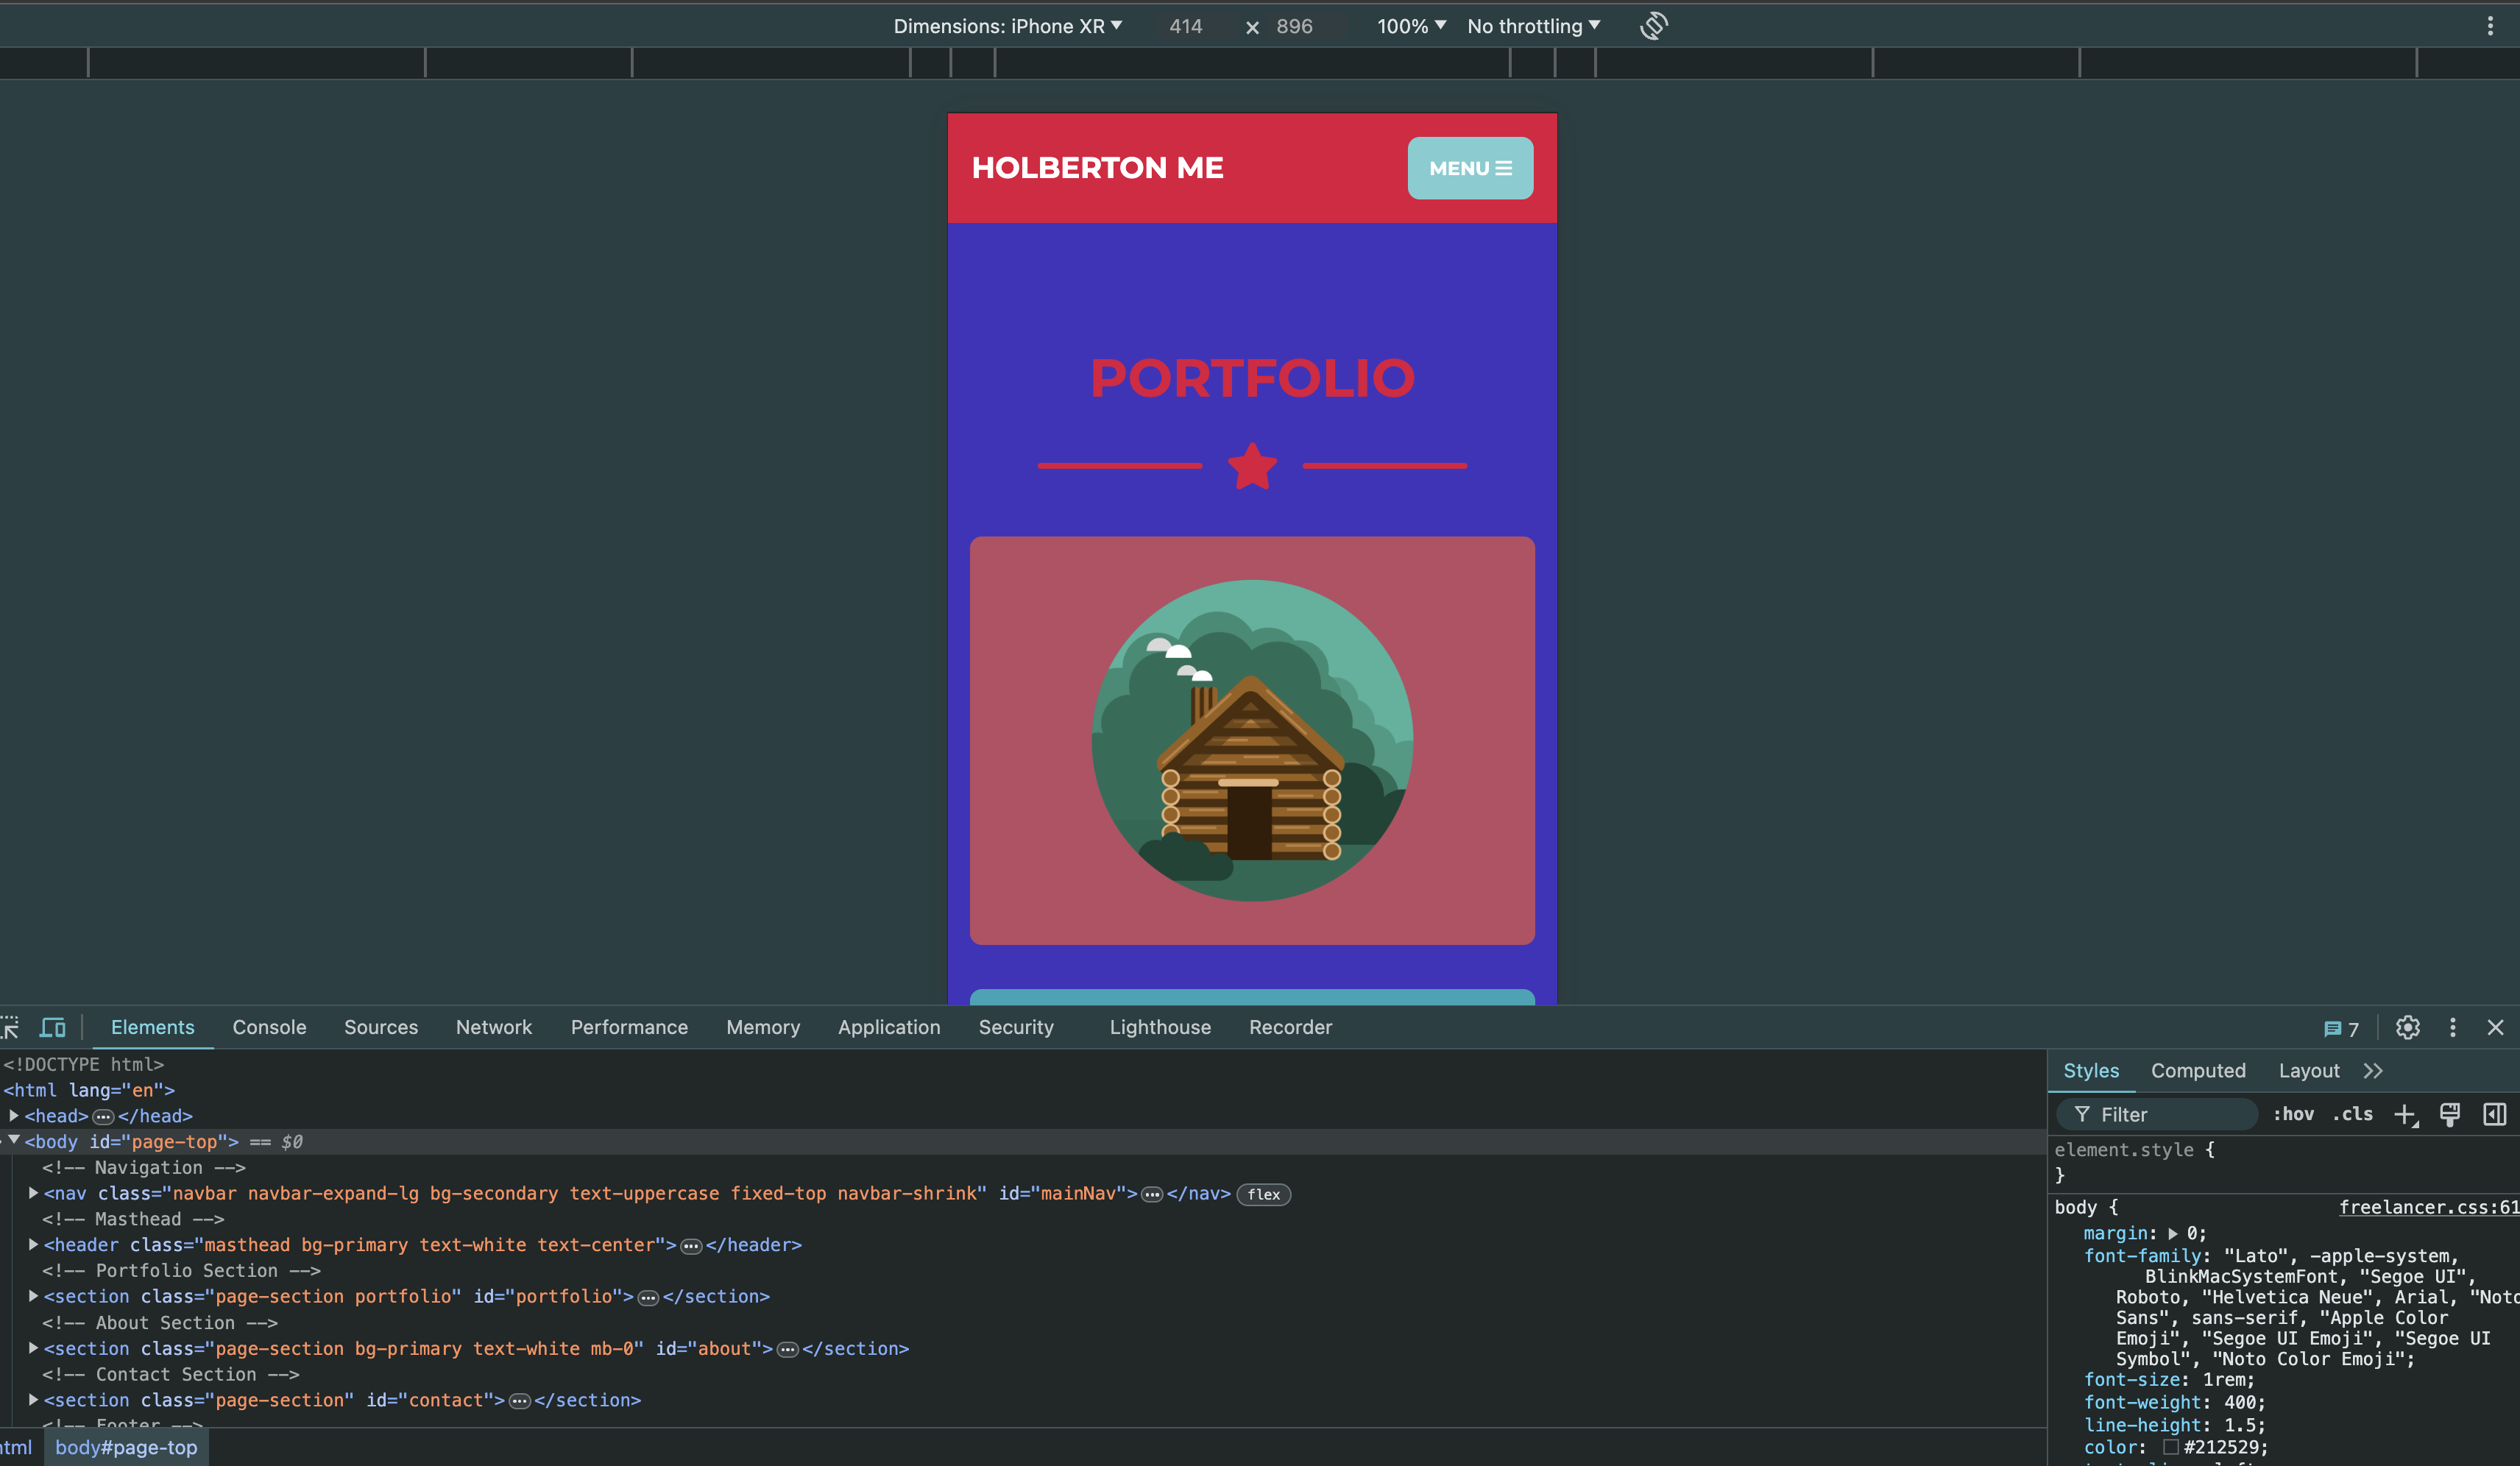 Dimensions: iPhone XR ▼ 414 × 896 100% ▼ No throttling ▼
HOLBERTON ME MENU
PORTFOLIO
Elements Console Sources Network Performance Memory Application Security Lighthouse Recorder 7
<!DOCTYPE html>
<html lang="en">
<head>…</head>
<body id="page-top"> == $0
<!-- Navigation -->
<nav class="navbar navbar-expand-lg bg-secondary text-uppercase fixed-top navbar-shrink" id="mainNav">…</nav> flex
<!-- Masthead -->
<header class="masthead bg-primary text-white text-center">…</header>
<!-- Portfolio Section -->
<section class="page-section portfolio" id="portfolio">…</section>
<!-- About Section -->
<section class="page-section bg-primary text-white mb-0" id="about">…</section>
<!-- Contact Section -->
<section class="page-section" id="contact">…</section>
<!-- Footer -->
html body#page-top
Styles Computed Layout
Filter :hov .cls
element.style {
}
body { freelancer.css:61
margin: 0;
font-family: "Lato", -apple-system,
BlinkMacSystemFont, "Segoe UI",
Roboto, "Helvetica Neue", Arial, "Noto
Sans", sans-serif, "Apple Color
Emoji", "Segoe UI Emoji", "Segoe UI
Symbol", "Noto Color Emoji";
font-size: 1rem;
font-weight: 400;
line-height: 1.5;
color: #212529;